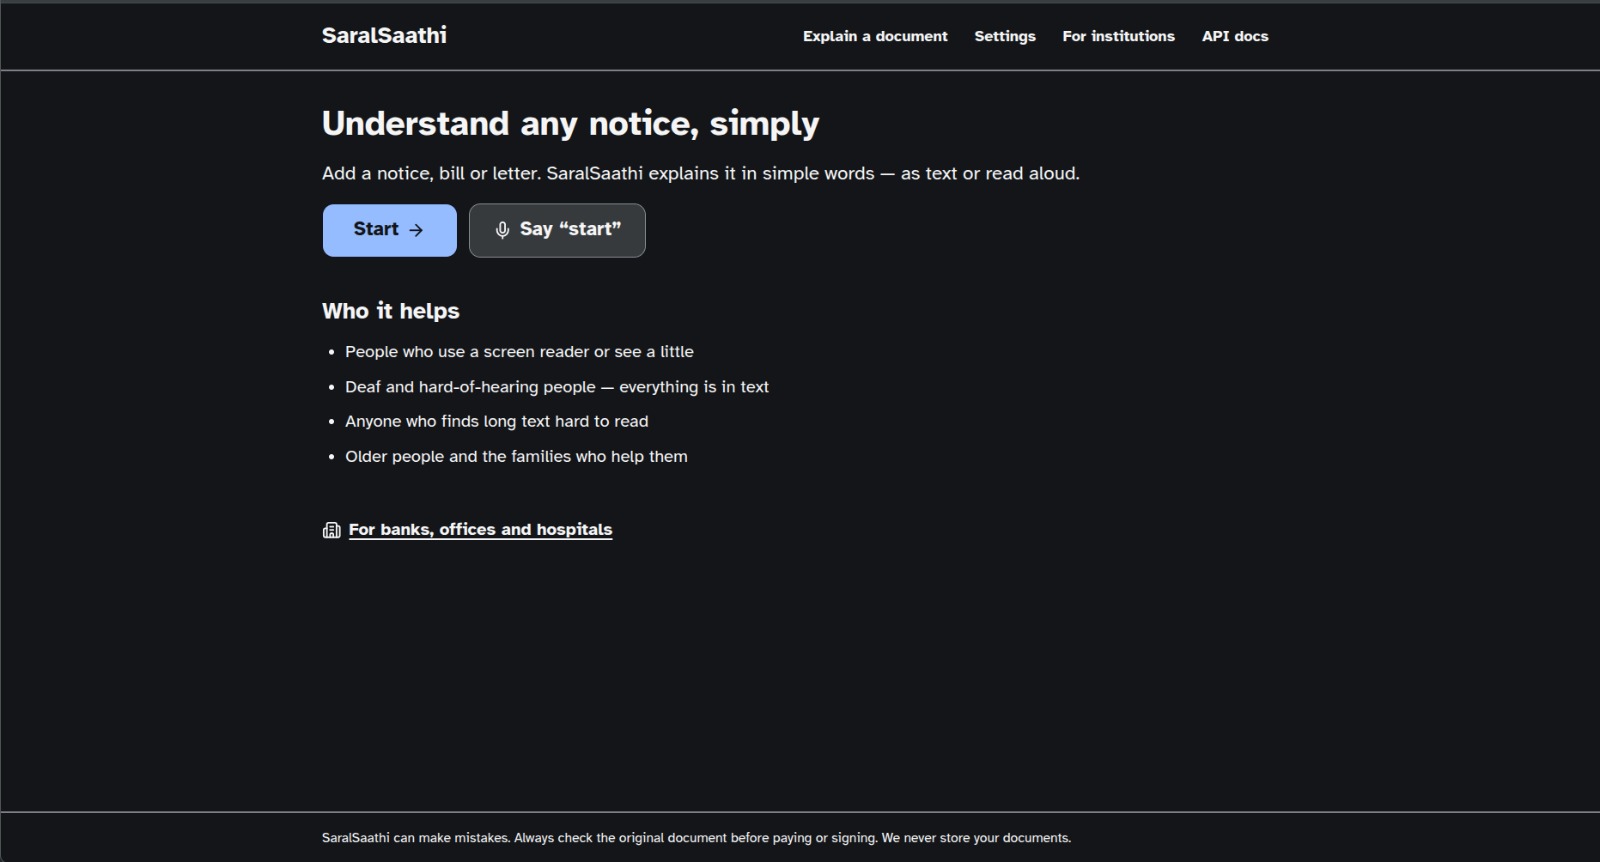 SaralSaathi
Explain a document
Settings
For institutions
API docs
Understand any notice, simply
Add a notice, bill or letter. SaralSaathi explains it in simple words — as text or read aloud.
Start →
Say “start”
Who it helps
• People who use a screen reader or see a little
• Deaf and hard-of-hearing people — everything is in text
• Anyone who finds long text hard to read
• Older people and the families who help them
For banks, offices and hospitals
SaralSaathi can make mistakes. Always check the original document before paying or signing. We never store your documents.